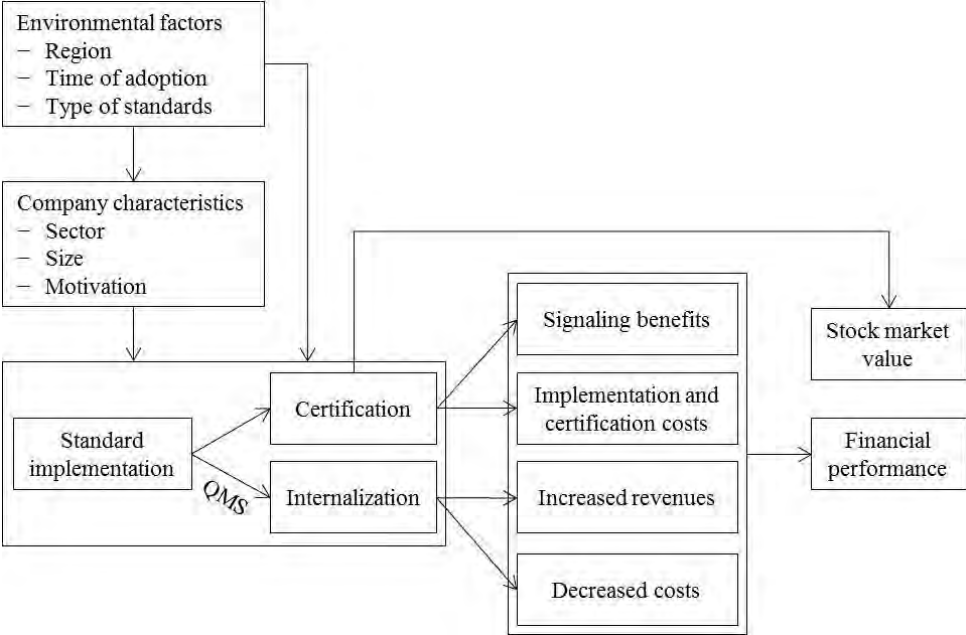 Environmental factors
– Region
– Time of adoption
– Type of standards
Company characteristics
– Sector
– Size
– Motivation
Standard
implementation
QMS
Certification
Internalization
Signaling benefits
Implementation and
certification costs
Increased revenues
Decreased costs
Stock market
value
Financial
performance